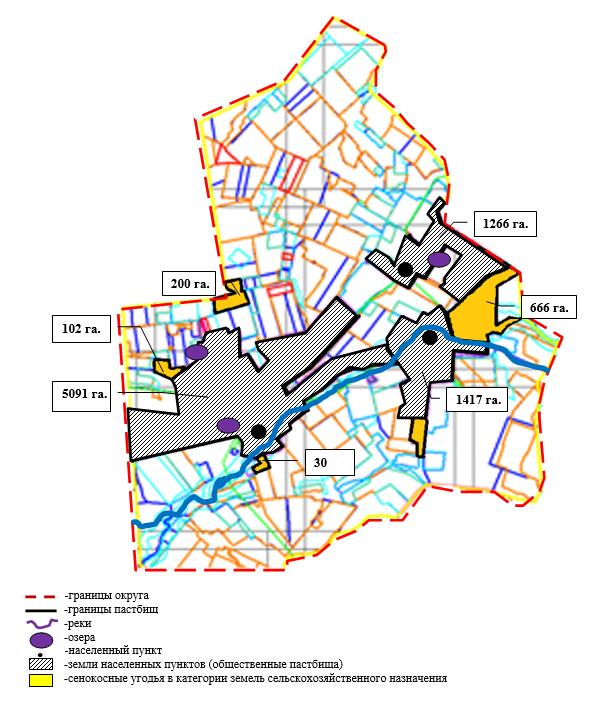 1266 га.
200 га.
666 га.
102 га.
5091 га.
1417 га.
30
-границы округа
-границы пастбищ
-реки
-озера
-населенный пункт
-земли населенных пунктов (общественные пастбища)
-сенокосные угодья в категории земель сельскохозяйственного назначения